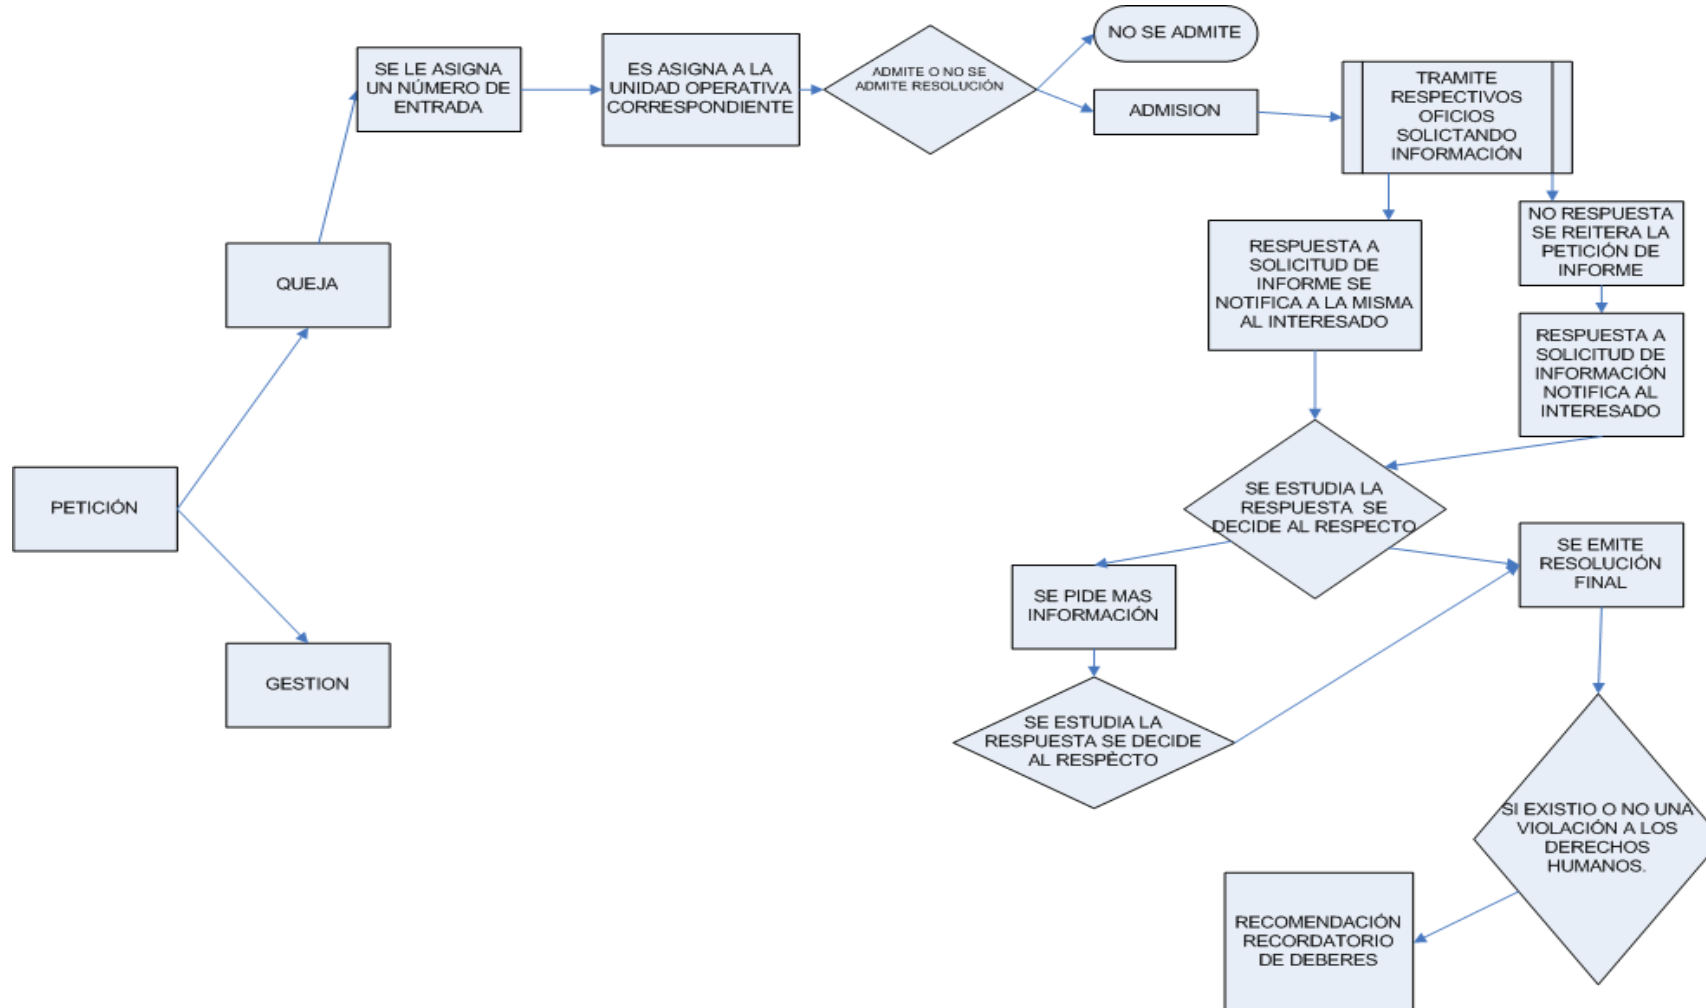 NO SE ADMITE
SE LE ASIGNA
UN NÚMERO DE
ENTRADA
ES ASIGNA A LA
UNIDAD OPERATIVA
CORRESPONDIENTE
ADMITE O NO SE
ADMITE RESOLUCIÓN
ADMISION
TRAMITE
RESPECTIVOS
OFICIOS
SOLICTANDO
INFORMACIÓN
NO RESPUESTA
SE REITERA LA
PETICIÓN DE
INFORME
QUEJA
RESPUESTA A
SOLICITUD DE
INFORME SE
NOTIFICA A LA MISMA
AL INTERESADO
RESPUESTA A
SOLICITUD DE
INFORMACIÓN
NOTIFICA AL
INTERESADO
PETICIÓN
SE ESTUDIA LA
RESPUESTA SE
DECIDE AL RESPECTO
SE EMITE
RESOLUCIÓN
FINAL
SE PIDE MAS
INFORMACIÓN
GESTION
SE ESTUDIA LA
RESPUESTA SE DECIDE
AL RESPÈCTO
SI EXISTIO O NO UNA
VIOLACIÓN A LOS
DERECHOS
HUMANOS.
RECOMENDACIÓN
RECORDATORIO
DE DEBERES